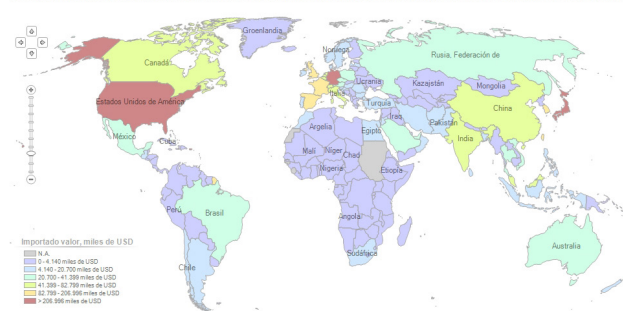 Groenlandia
Canadá
Noruega
Rusia, Federación de
Ucrania
Kazajstán
Mongolia
Italia
Estados Unidos de América
Turquía
China
Irás
Pakistán
México
Cuba
Argelia
Egipto
India
Malí
Níger
Chad
Nigeria
Etiopía
Perú
Brasil
Angola
Australia
Chile
Sudáfrica
Importado valor, miles de USD
N.A.
0 - 4.140 miles de USD
4.140 - 20.700 miles de USD
20.700 - 41.399 miles de USD
41.399 - 82.799 miles de USD
82.799 - 206.996 miles de USD
> 206.996 miles de USD